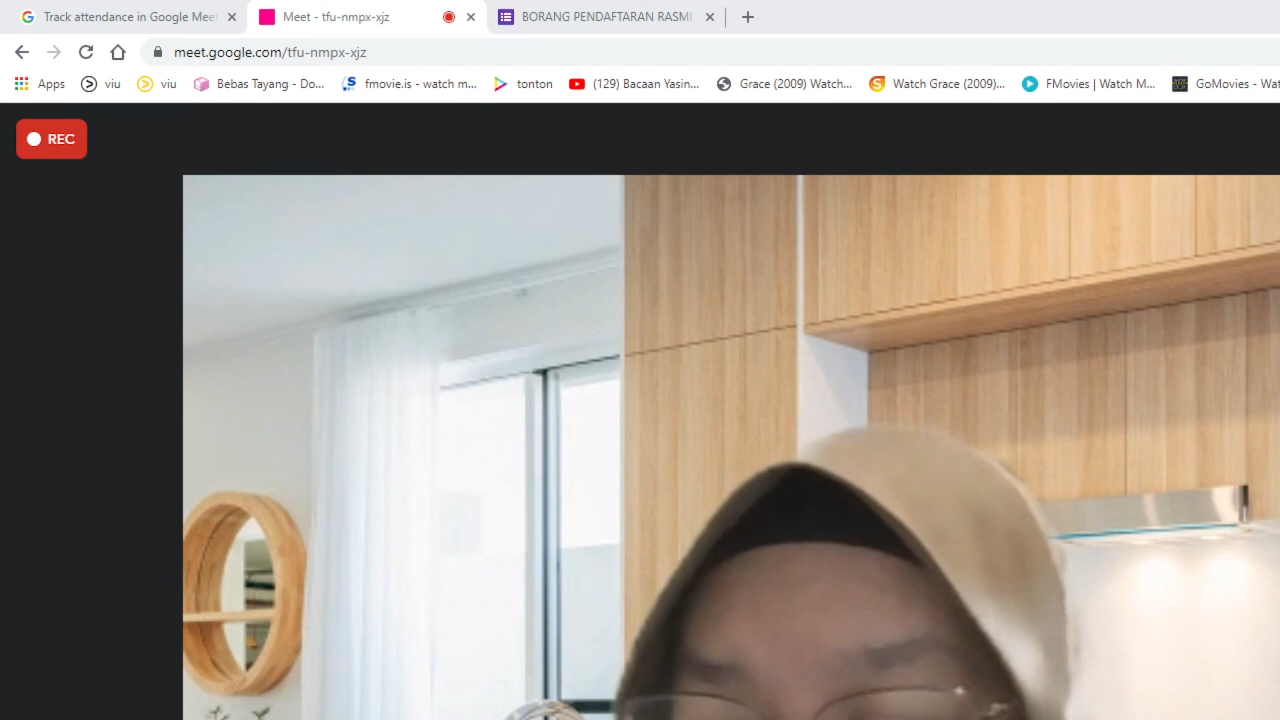 Track attendance in Google Meet
Meet - tfu-nmpx-xjz
BORANG PENDAFTARAN RASMI
meet.google.com/tfu-nmpx-xjz
Apps viu viu Bebas Tayang - Do... fmovie.is - watch m... tonton (129) Bacaan Yasin... Grace (2009) Watch... Watch Grace (2009)... FMovies | Watch M... GoMovies - Wat
REC